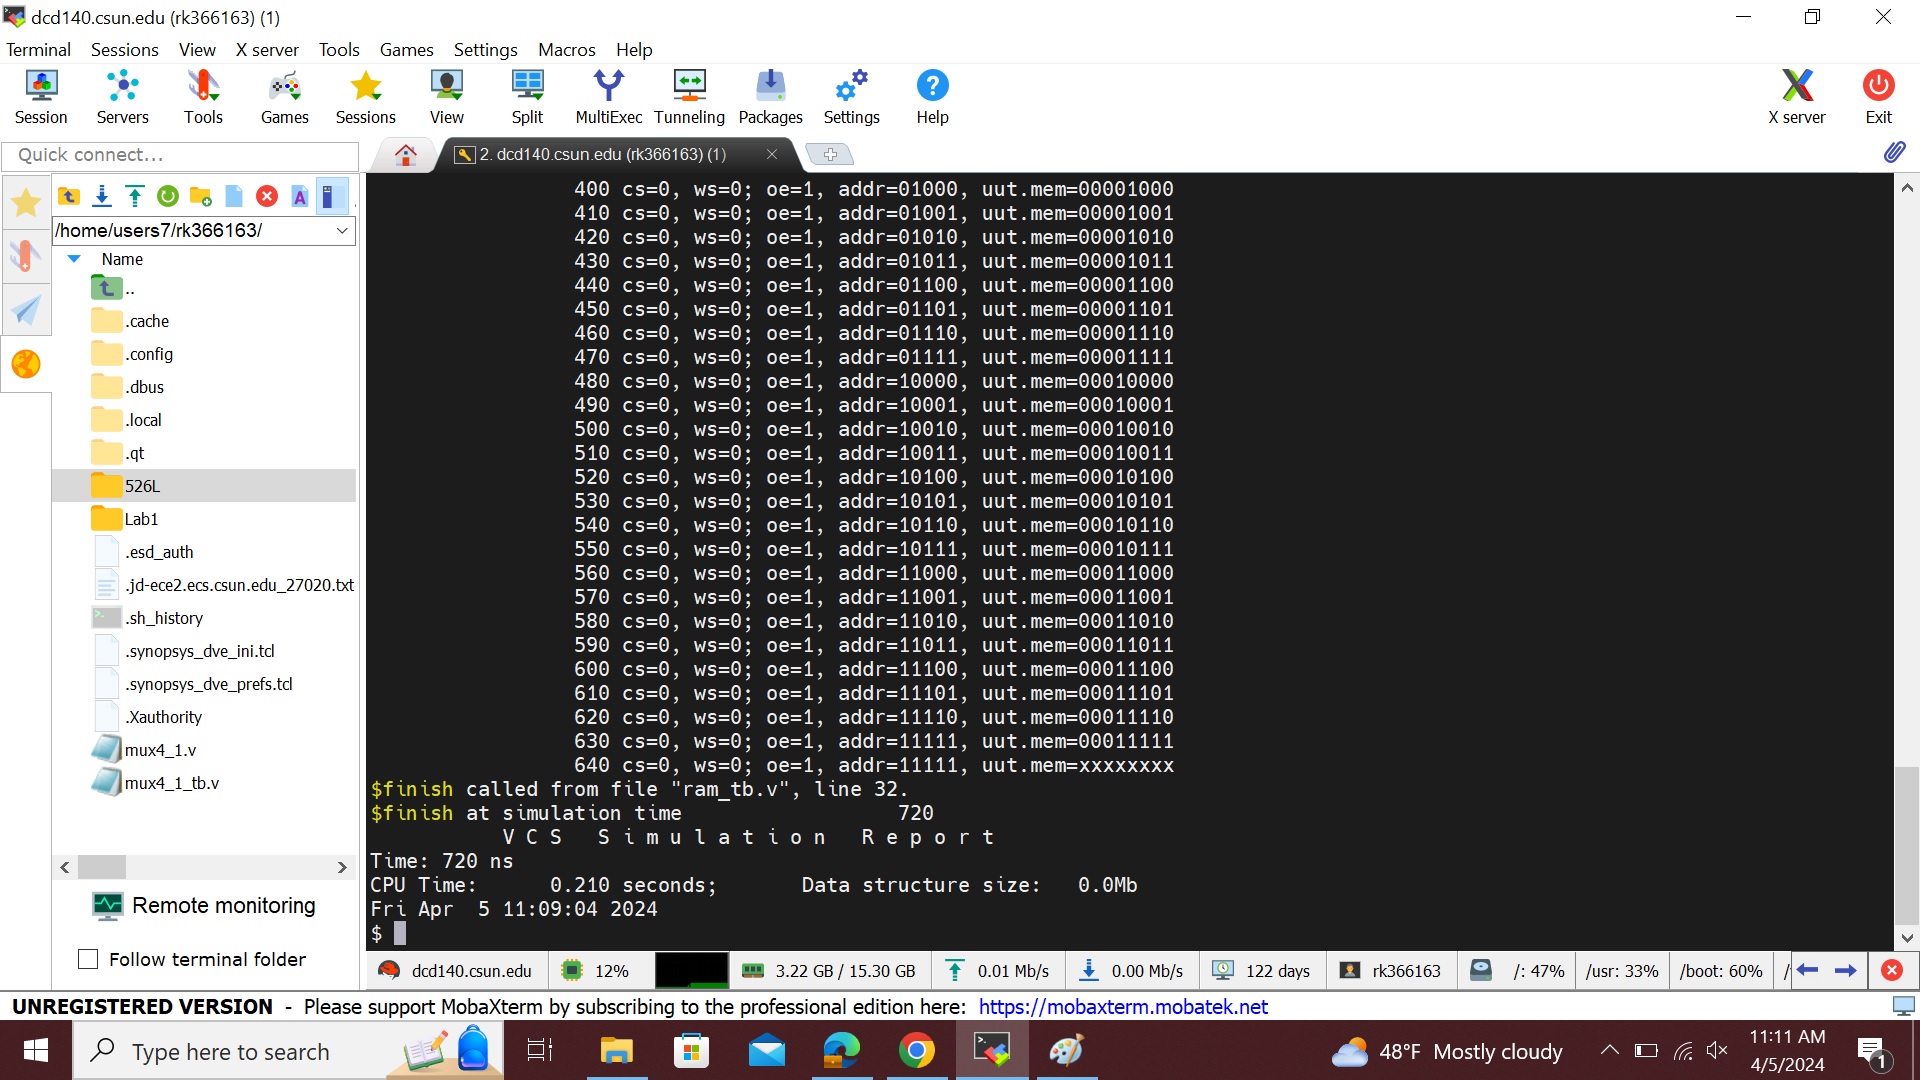 dcd140.csun.edu (rk366163) (1)
Terminal Sessions View X server Tools Games Settings Macros Help
Session Servers Tools Games Sessions View Split MultiExec Tunneling Packages Settings Help X server Exit
Quick connect...
2. dcd140.csun.edu (rk366163) (1)
/home/users7/rk366163/
Name
..
.cache
.config
.dbus
.local
.qt
526L
Lab1
.esd_auth
.jd-ece2.ecs.csun.edu_27020.txt
.sh_history
.synopsys_dve_ini.tcl
.synopsys_dve_prefs.tcl
.Xauthority
mux4_1.v
mux4_1_tb.v
Remote monitoring
Follow terminal folder
400 cs=0, ws=0; oe=1, addr=01000, uut.mem=00001000
410 cs=0, ws=0; oe=1, addr=01001, uut.mem=00001001
420 cs=0, ws=0; oe=1, addr=01010, uut.mem=00001010
430 cs=0, ws=0; oe=1, addr=01011, uut.mem=00001011
440 cs=0, ws=0; oe=1, addr=01100, uut.mem=00001100
450 cs=0, ws=0; oe=1, addr=01101, uut.mem=00001101
460 cs=0, ws=0; oe=1, addr=01110, uut.mem=00001110
470 cs=0, ws=0; oe=1, addr=01111, uut.mem=00001111
480 cs=0, ws=0; oe=1, addr=10000, uut.mem=00010000
490 cs=0, ws=0; oe=1, addr=10001, uut.mem=00010001
500 cs=0, ws=0; oe=1, addr=10010, uut.mem=00010010
510 cs=0, ws=0; oe=1, addr=10011, uut.mem=00010011
520 cs=0, ws=0; oe=1, addr=10100, uut.mem=00010100
530 cs=0, ws=0; oe=1, addr=10101, uut.mem=00010101
540 cs=0, ws=0; oe=1, addr=10110, uut.mem=00010110
550 cs=0, ws=0; oe=1, addr=10111, uut.mem=00010111
560 cs=0, ws=0; oe=1, addr=11000, uut.mem=00011000
570 cs=0, ws=0; oe=1, addr=11001, uut.mem=00011001
580 cs=0, ws=0; oe=1, addr=11010, uut.mem=00011010
590 cs=0, ws=0; oe=1, addr=11011, uut.mem=00011011
600 cs=0, ws=0; oe=1, addr=11100, uut.mem=00011100
610 cs=0, ws=0; oe=1, addr=11101, uut.mem=00011101
620 cs=0, ws=0; oe=1, addr=11110, uut.mem=00011110
630 cs=0, ws=0; oe=1, addr=11111, uut.mem=00011111
640 cs=0, ws=0; oe=1, addr=11111, uut.mem=xxxxxxxx
$finish called from file "ram_tb.v", line 32.
$finish at simulation time 720
V C S S i m u l a t i o n R e p o r t
Time: 720 ns
CPU Time: 0.210 seconds; Data structure size: 0.0Mb
Fri Apr 5 11:09:04 2024
$
dcd140.csun.edu 12% 3.22 GB / 15.30 GB 0.01 Mb/s 0.00 Mb/s 122 days rk366163 /: 47% /usr: 33% /boot: 60% /
UNREGISTERED VERSION - Please support MobaXterm by subscribing to the professional edition here: https://mobaxterm.mobatek.net
Type here to search
48°F Mostly cloudy
11:11 AM
4/5/2024
1